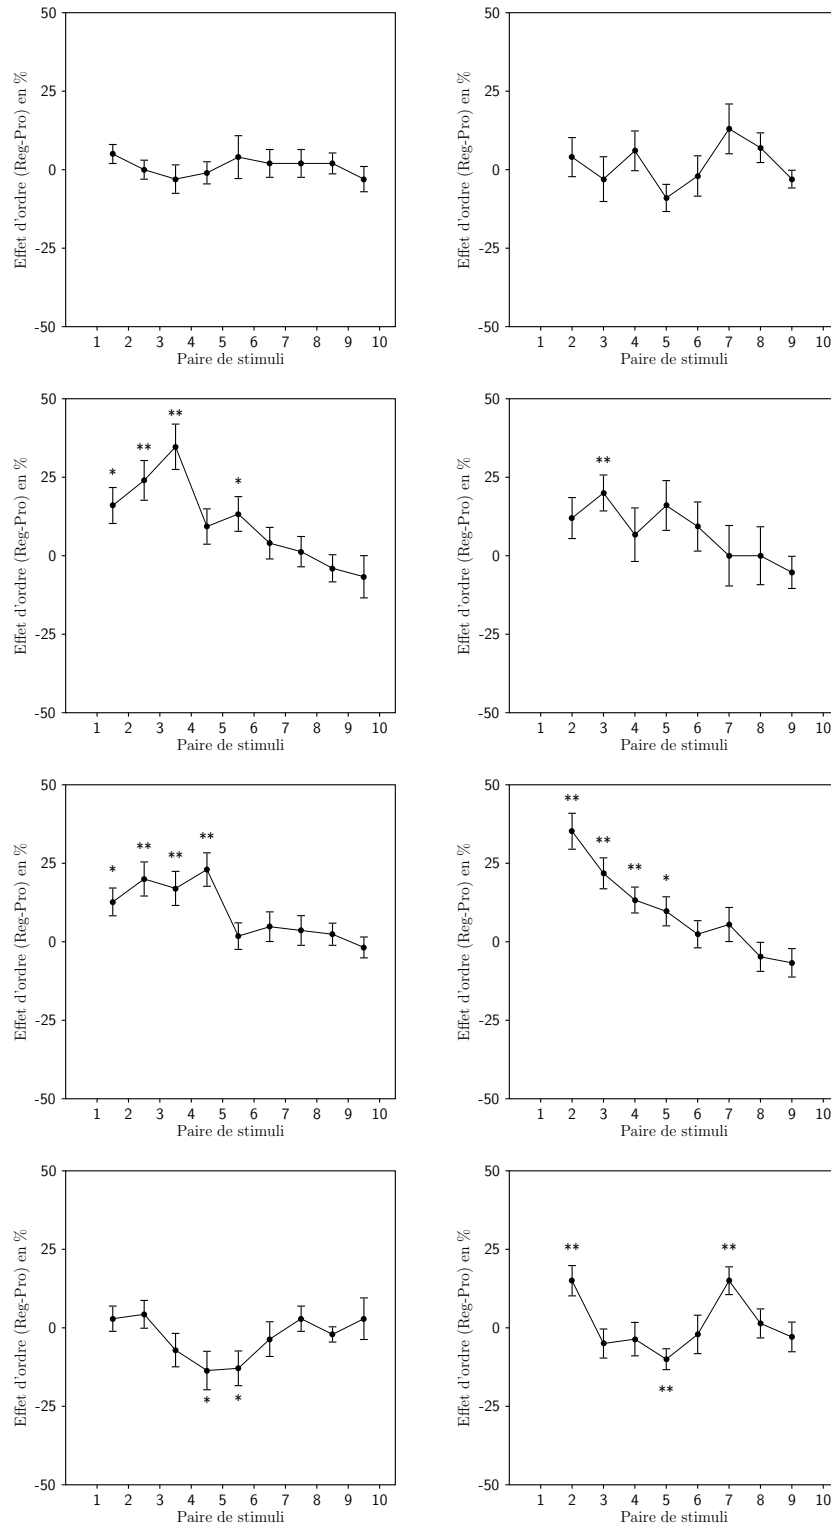 Effet d'ordre (Reg-Pro) en %
50
25
0
-25
-50
1 2 3 4 5 6 7 8 9 10
Paire de stimuli
Effet d'ordre (Reg-Pro) en %
50
25
0
-25
-50
1 2 3 4 5 6 7 8 9 10
Paire de stimuli
Effet d'ordre (Reg-Pro) en %
50
25
0
-25
-50
* ** ** *
1 2 3 4 5 6 7 8 9 10
Paire de stimuli
Effet d'ordre (Reg-Pro) en %
50
25
0
-25
-50
**
1 2 3 4 5 6 7 8 9 10
Paire de stimuli
Effet d'ordre (Reg-Pro) en %
50
25
0
-25
-50
* ** ** **
1 2 3 4 5 6 7 8 9 10
Paire de stimuli
Effet d'ordre (Reg-Pro) en %
50
25
0
-25
-50
** ** ** *
1 2 3 4 5 6 7 8 9 10
Paire de stimuli
Effet d'ordre (Reg-Pro) en %
50
25
0
-25
-50
* *
1 2 3 4 5 6 7 8 9 10
Paire de stimuli
Effet d'ordre (Reg-Pro) en %
50
25
0
-25
-50
** **
**
1 2 3 4 5 6 7 8 9 10
Paire de stimuli